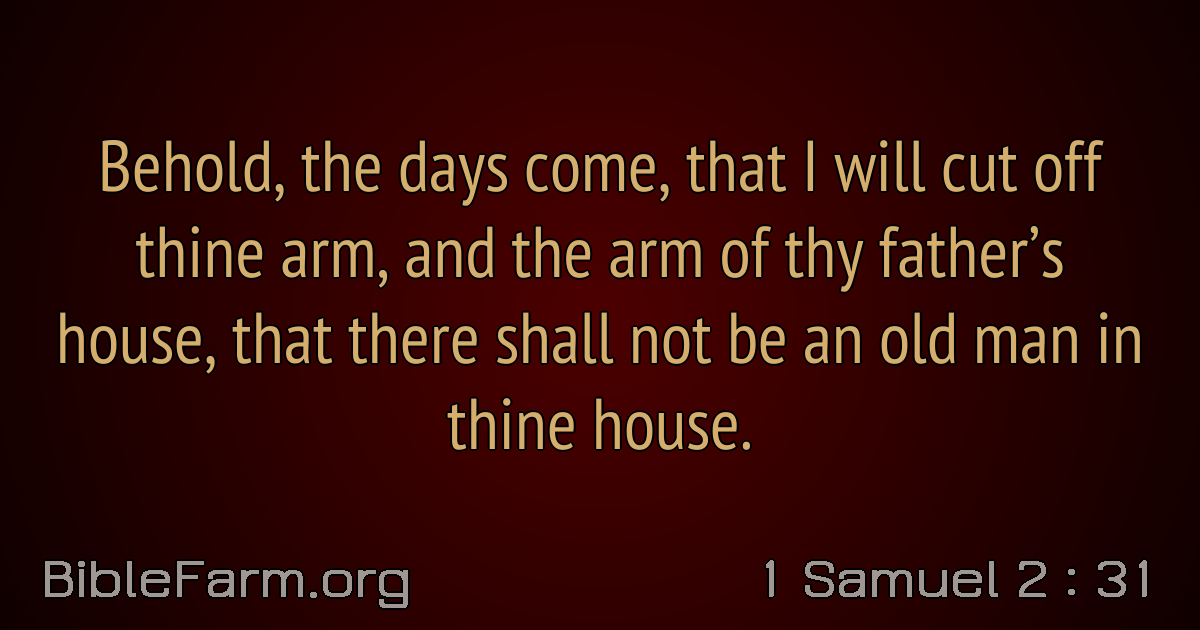 Behold, the days come, that I will cut off
thine arm, and the arm of thy father’s
house, that there shall not be an old man in
thine house.
BibleFarm.org
1 Samuel 2 : 31